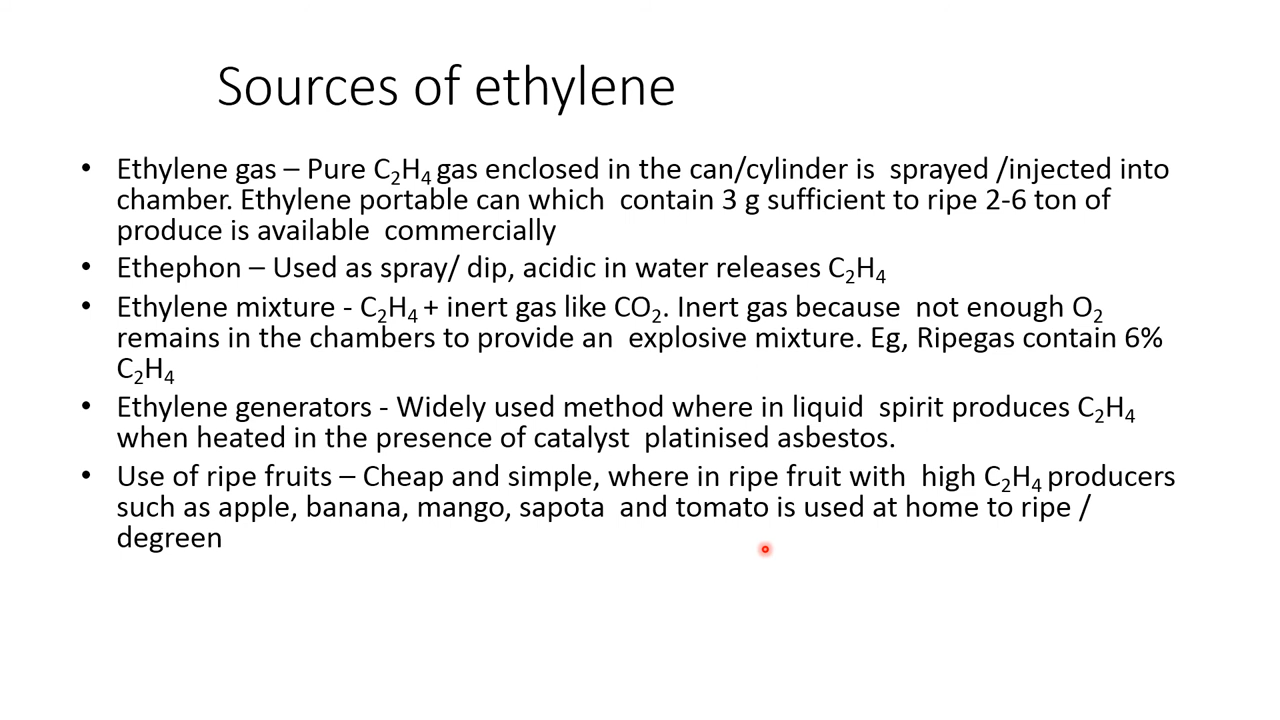 Sources of ethylene
• Ethylene gas – Pure C₂H₄ gas enclosed in the can/cylinder is sprayed /injected into
chamber. Ethylene portable can which contain 3 g sufficient to ripe 2-6 ton of
produce is available commercially
• Ethephon – Used as spray/ dip, acidic in water releases C₂H₄
• Ethylene mixture - C₂H₄ + inert gas like CO₂. Inert gas because not enough O₂
remains in the chambers to provide an explosive mixture. Eg, Ripegas contain 6%
C₂H₄
• Ethylene generators - Widely used method where in liquid spirit produces C₂H₄
when heated in the presence of catalyst platinised asbestos.
• Use of ripe fruits – Cheap and simple, where in ripe fruit with high C₂H₄ producers
such as apple, banana, mango, sapota and tomato is used at home to ripe /
degreen